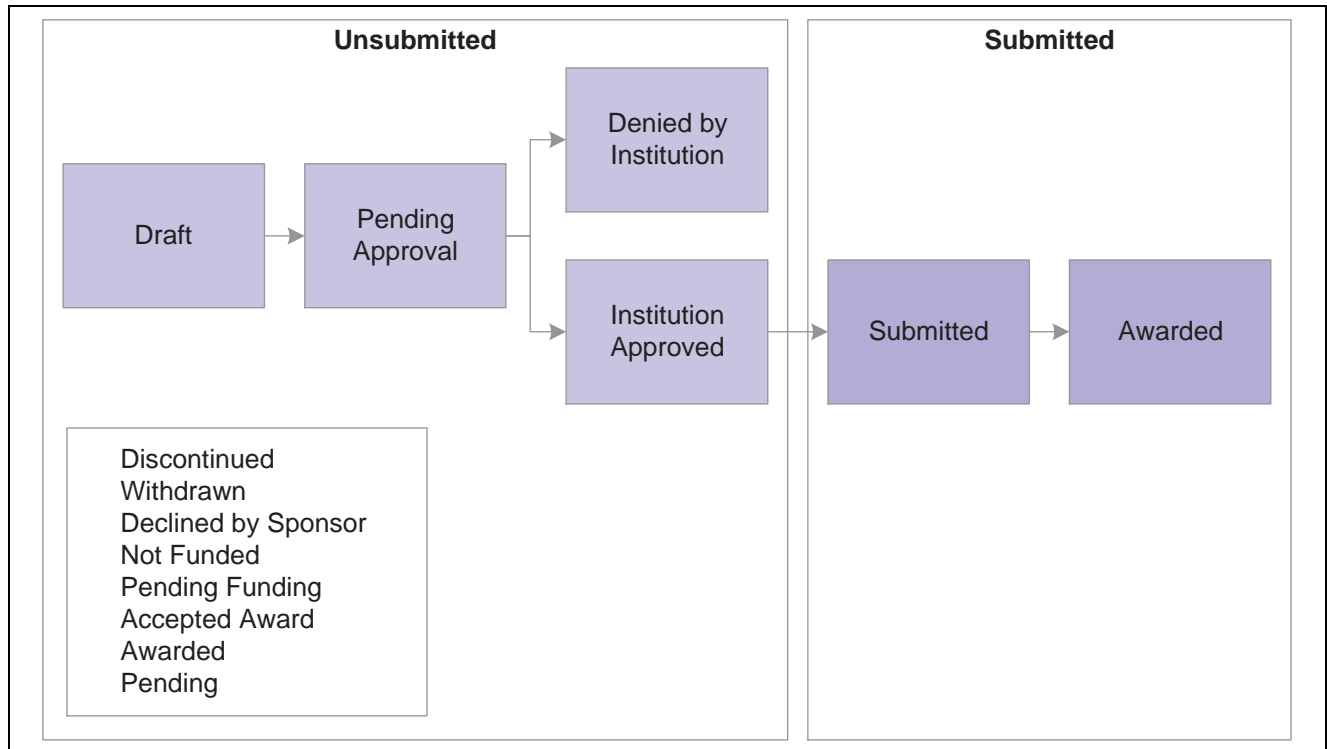 Unsubmitted
Submitted
Draft
Pending
Approval
Denied by
Institution
Institution
Approved
Submitted
Awarded
Discontinued
Withdrawn
Declined by Sponsor
Not Funded
Pending Funding
Accepted Award
Awarded
Pending